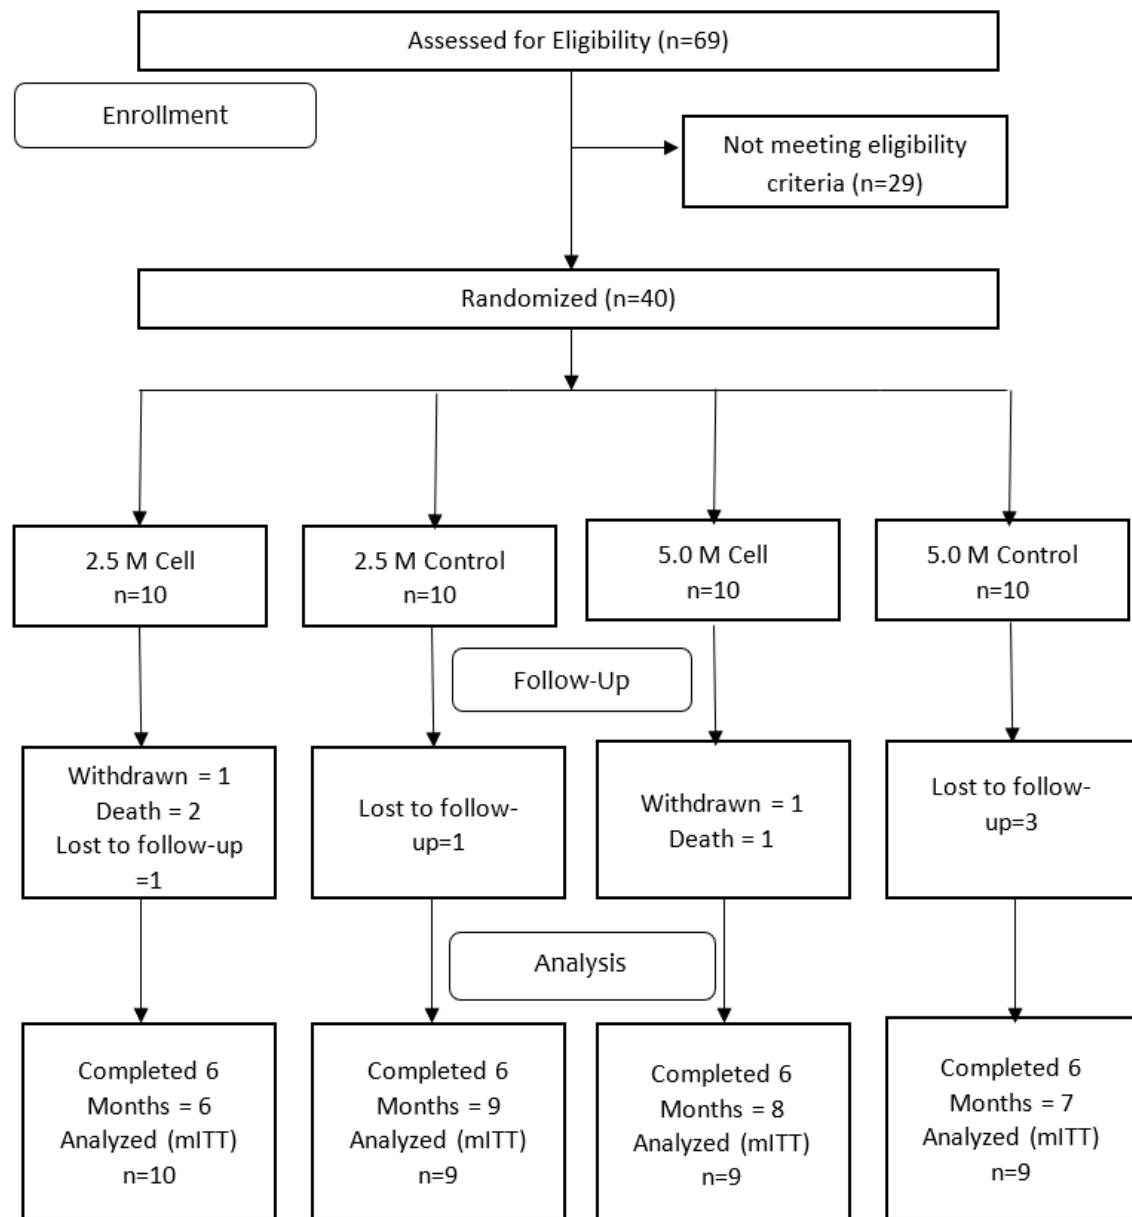 Assessed for Eligibility (n=69)
Enrollment
Not meeting eligibility
criteria (n=29)
Randomized (n=40)
2.5 M Cell
n=10
2.5 M Control
n=10
5.0 M Cell
n=10
5.0 M Control
n=10
Follow-Up
Withdrawn = 1
Death = 2
Lost to follow-up
=1
Lost to follow-
up=1
Withdrawn = 1
Death = 1
Lost to follow-
up=3
Analysis
Completed 6
Months = 6
Analyzed (mITT)
n=10
Completed 6
Months = 9
Analyzed (mITT)
n=9
Completed 6
Months = 8
Analyzed (mITT)
n=9
Completed 6
Months = 7
Analyzed (mITT)
n=9